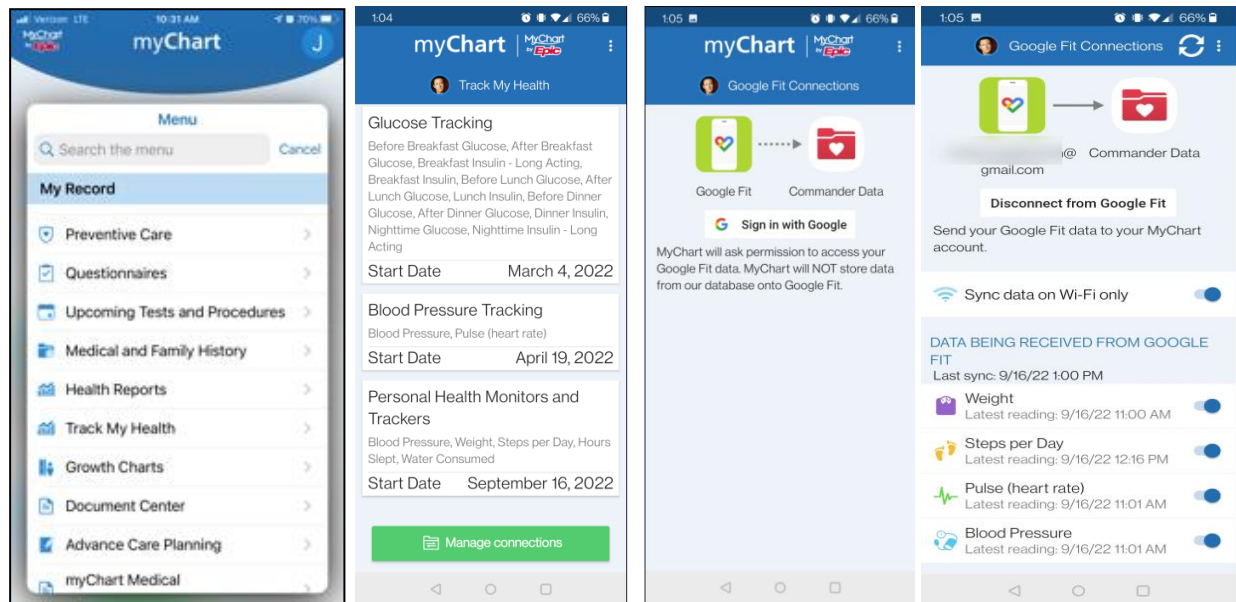 Verizon LTE 10:31 AM 70%
MyChart
by Epic
myChart
J
Menu
Search the menu
Cancel
My Record
Preventive Care
Questionnaires
Upcoming Tests and Procedures
Medical and Family History
Health Reports
Track My Health
Growth Charts
Document Center
Advance Care Planning
myChart Medical
1:04 66%
myChart | MyChart
by Epic
Track My Health
Glucose Tracking
Before Breakfast Glucose, After Breakfast
Glucose, Breakfast Insulin - Long Acting,
Breakfast Insulin, Before Lunch Glucose, After
Lunch Glucose, Lunch Insulin, Before Dinner
Glucose, After Dinner Glucose, Dinner Insulin,
Nighttime Glucose, Nighttime Insulin - Long
Acting
Start Date March 4, 2022
Blood Pressure Tracking
Blood Pressure, Pulse (heart rate)
Start Date April 19, 2022
Personal Health Monitors and
Trackers
Blood Pressure, Weight, Steps per Day, Hours
Slept, Water Consumed
Start Date September 16, 2022
Manage connections
1:05 66%
myChart | MyChart
by Epic
Google Fit Connections
Google Fit Commander Data
G Sign in with Google
MyChart will ask permission to access your
Google Fit data. MyChart will NOT store data
from our database onto Google Fit.
1:05 66%
Google Fit Connections
@ Commander Data
gmail.com
Disconnect from Google Fit
Send your Google Fit data to your MyChart
account.
Sync data on Wi-Fi only
DATA BEING RECEIVED FROM GOOGLE
FIT
Last sync: 9/16/22 1:00 PM
Weight
Latest reading: 9/16/22 11:00 AM
Steps per Day
Latest reading: 9/16/22 12:16 PM
Pulse (heart rate)
Latest reading: 9/16/22 11:01 AM
Blood Pressure
Latest reading: 9/16/22 11:01 AM